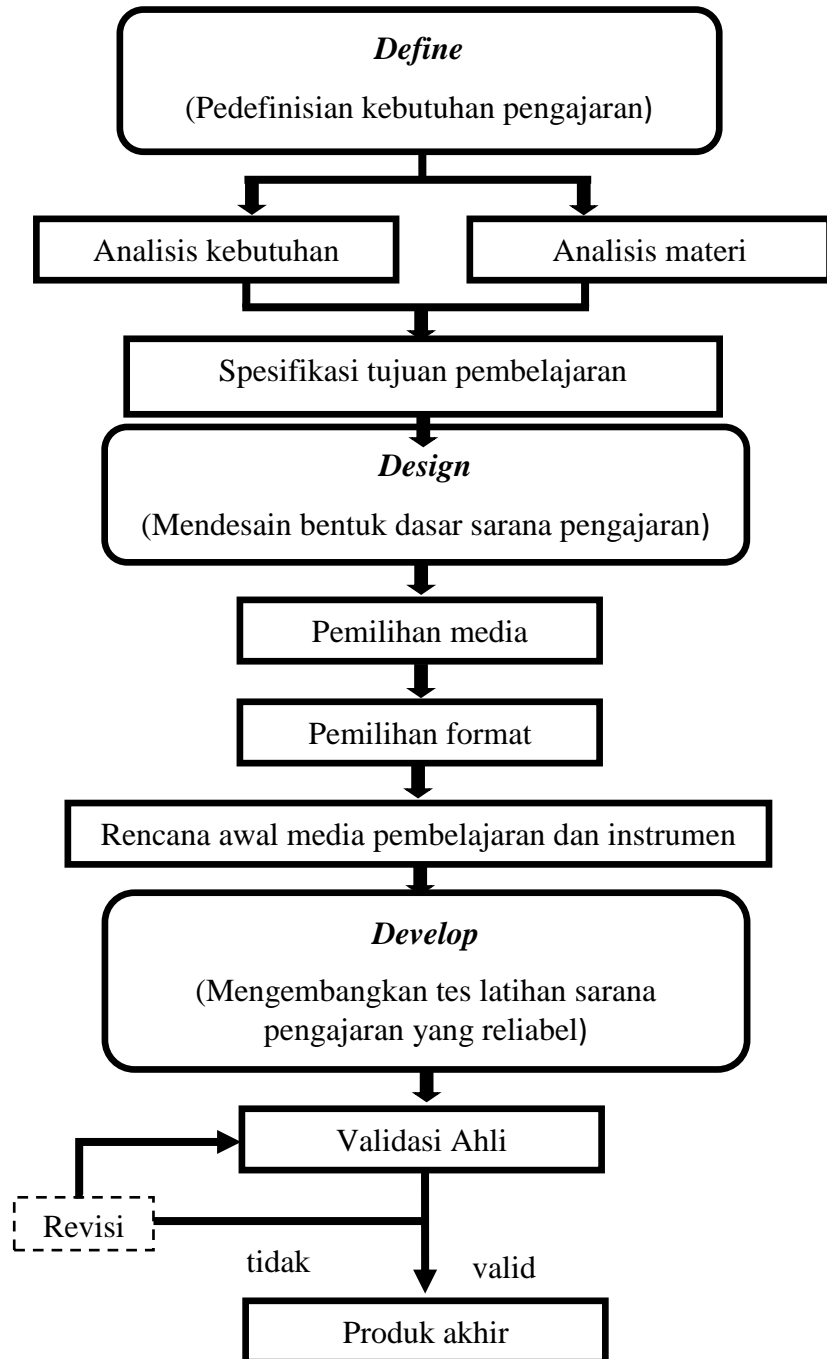 Define
(Pedefinisian kebutuhan pengajaran)
Analisis kebutuhan
Analisis materi
Spesifikasi tujuan pembelajaran
Design
(Mendesain bentuk dasar sarana pengajaran)
Pemilihan media
Pemilihan format
Rencana awal media pembelajaran dan instrumen
Develop
(Mengembangkan tes latihan sarana
pengajaran yang reliabel)
Validasi Ahli
Revisi
tidak
valid
Produk akhir